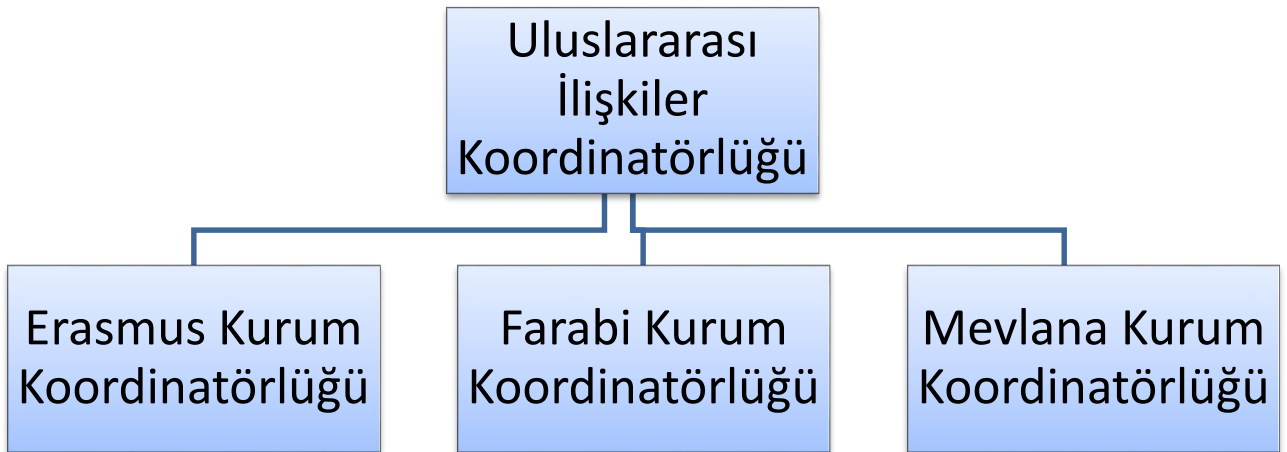 Uluslararası
İlişkiler
Koordinatörlüğü
Erasmus Kurum
Koordinatörlüğü
Farabi Kurum
Koordinatörlüğü
Mevlana Kurum
Koordinatörlüğü